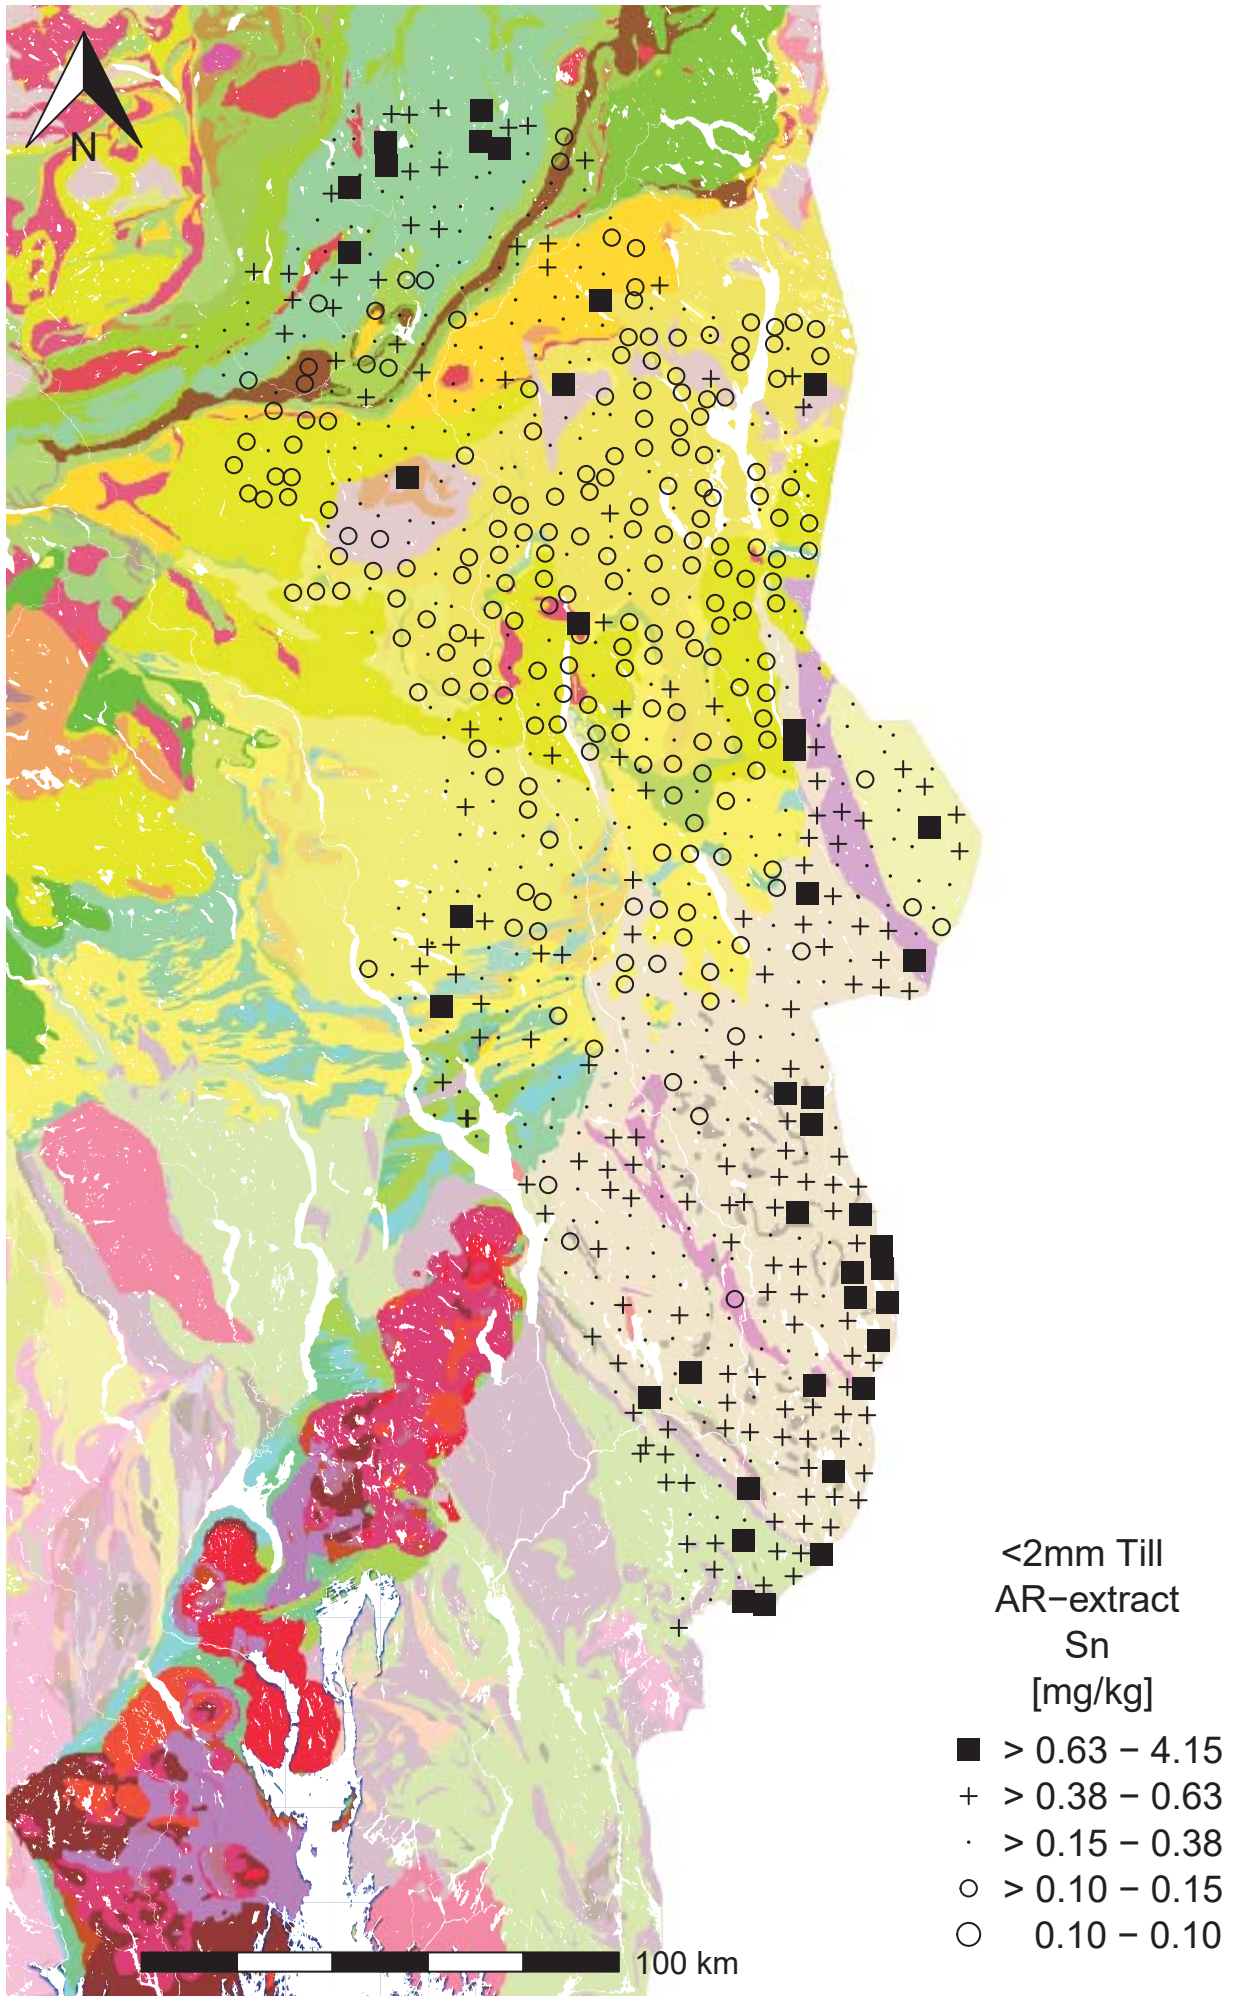 N
<2mm Till
AR−extract
Sn
[mg/kg]
> 0.63 − 4.15
> 0.38 − 0.63
> 0.15 − 0.38
> 0.10 − 0.15
0.10 − 0.10
100 km